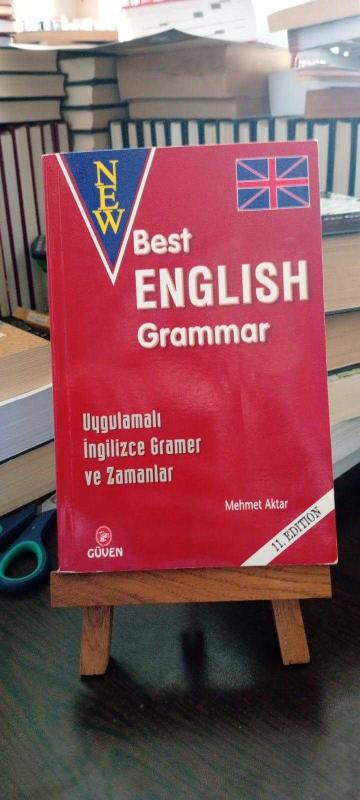 NEW
Best
ENGLISH
Grammar
Uygulamalı
İngilizce Gramer
ve Zamanlar
Mehmet Aktar
11. EDITION
GÜVEN